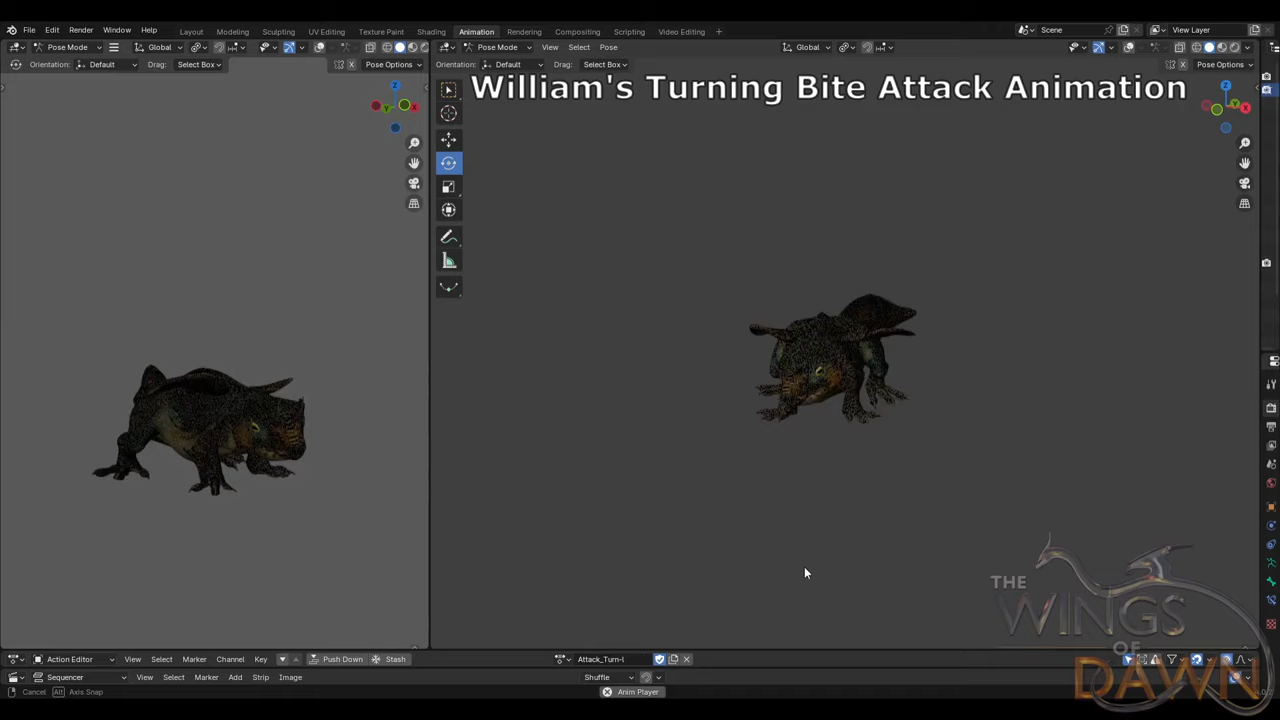 File Edit Render Window Help Layout Modeling Sculpting UV Editing Texture Paint Shading Animation Rendering Compositing Scripting Video Editing + Scene View Layer
Pose Mode Global Pose Mode View Select Pose Global
Orientation: Default Drag: Select Box Pose Options Orientation: Default Drag: Select Box Pose Options
William's Turning Bite Attack Animation
THE
WINGS
OF
DAWN
Action Editor View Select Marker Channel Key Push Down Stash Attack_Turn-l
Sequencer View Select Marker Add Strip Image Shuffle
Cancel Alt Axis Snap Anim Player